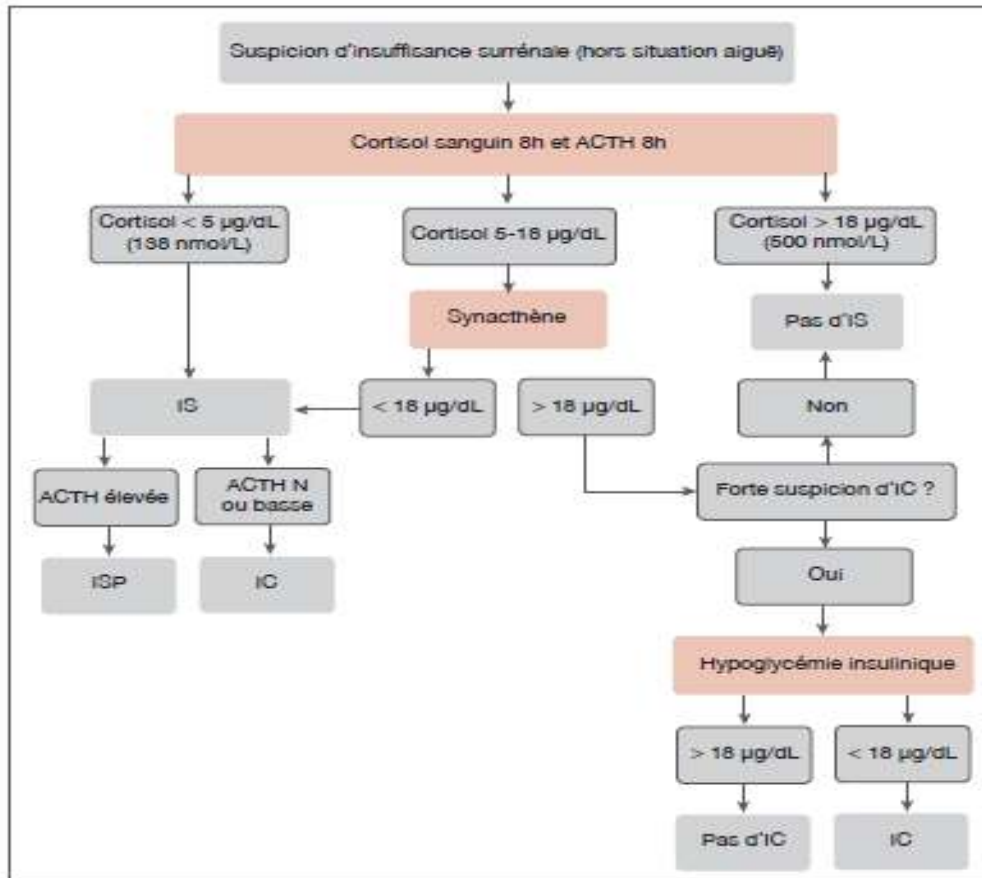 Suspicion d'insuffisance surrénale (hors situation aiguë)
Cortisol sanguin 8h et ACTH 8h
Cortisol < 5 µg/dL
(138 nmol/L)
Cortisol 5-18 µg/dL
Cortisol > 18 µg/dL
(500 nmol/L)
Synacthène
Pas d'IS
IS
< 18 µg/dL
> 18 µg/dL
Non
ACTH élevée
ACTH N
ou basse
Forte suspicion d'IC ?
ISP
IC
Oui
Hypoglycémie insulinique
> 18 µg/dL
< 18 µg/dL
Pas d'IC
IC